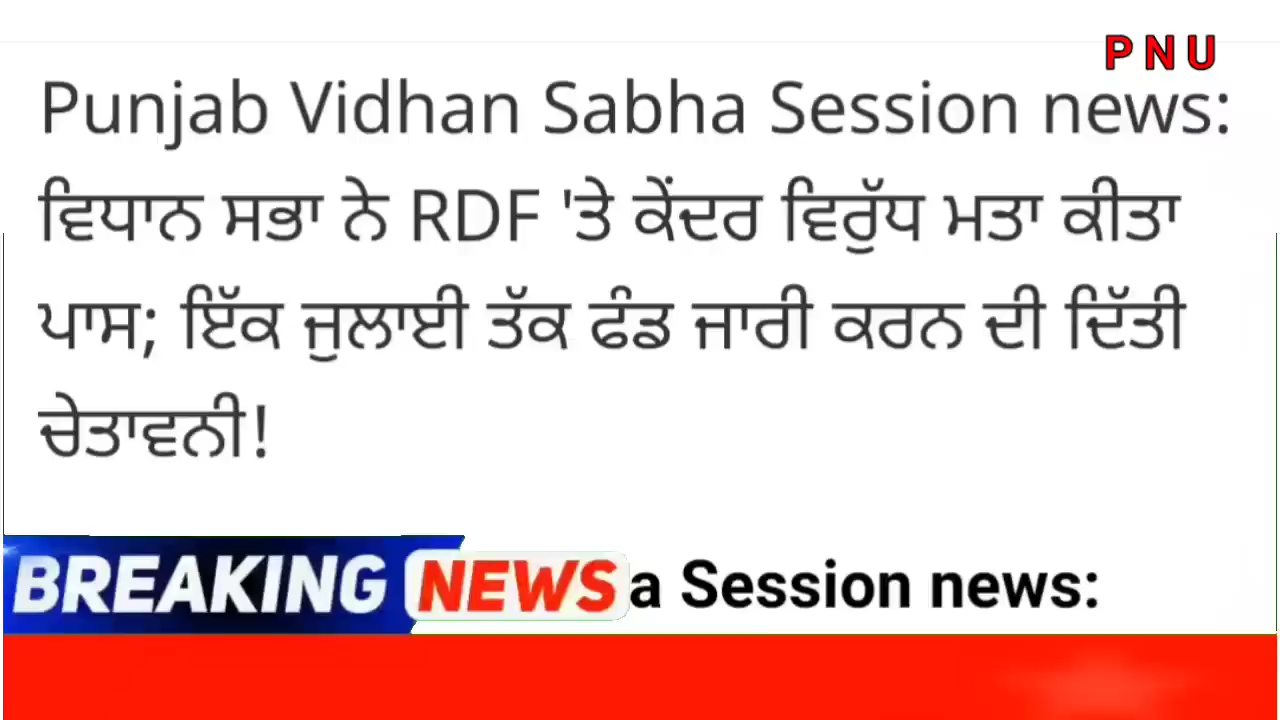 PNU
Punjab Vidhan Sabha Session news:
ਵਿਧਾਨ ਸਭਾ ਨੇ RDF 'ਤੇ ਕੇਂਦਰ ਵਿਰੁੱਧ ਮਤਾ ਕੀਤਾ
ਪਾਸ; ਇੱਕ ਜੁਲਾਈ ਤੱਕ ਫੰਡ ਜਾਰੀ ਕਰਨ ਦੀ ਦਿੱਤੀ
ਚੇਤਾਵਨੀ!
BREAKING NEWS a Session news: